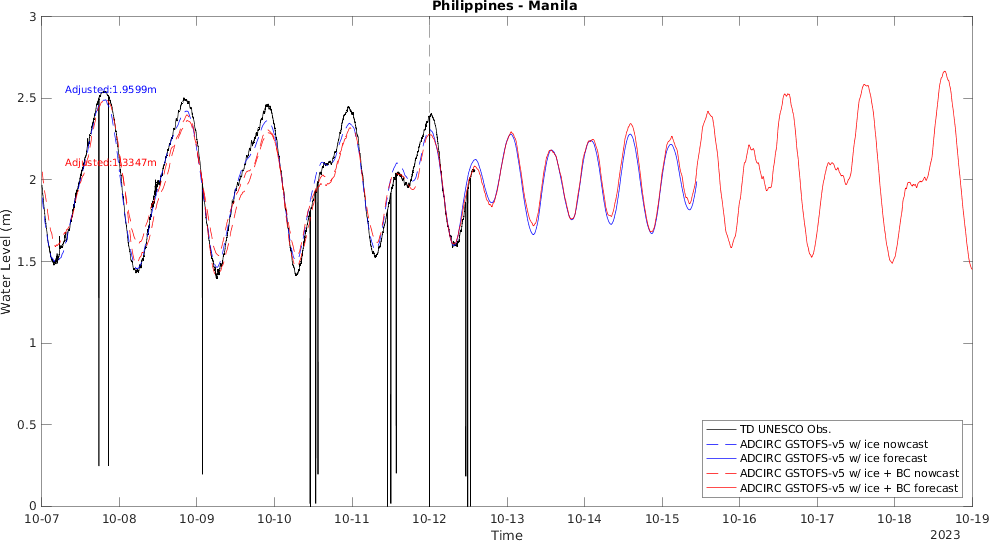 Philippines - Manila
3
2.5
2
1.5
1
0.5
0
Water Level (m)
Adjusted:1.9599m
Adjusted:1.3347m
TD UNESCO Obs.
ADCIRC GSTOFS-v5 w/ ice nowcast
ADCIRC GSTOFS-v5 w/ ice forecast
ADCIRC GSTOFS-v5 w/ ice + BC nowcast
ADCIRC GSTOFS-v5 w/ ice + BC forecast
10-07 10-08 10-09 10-10 10-11 10-12 10-13 10-14 10-15 10-16 10-17 10-18 10-19
Time
2023